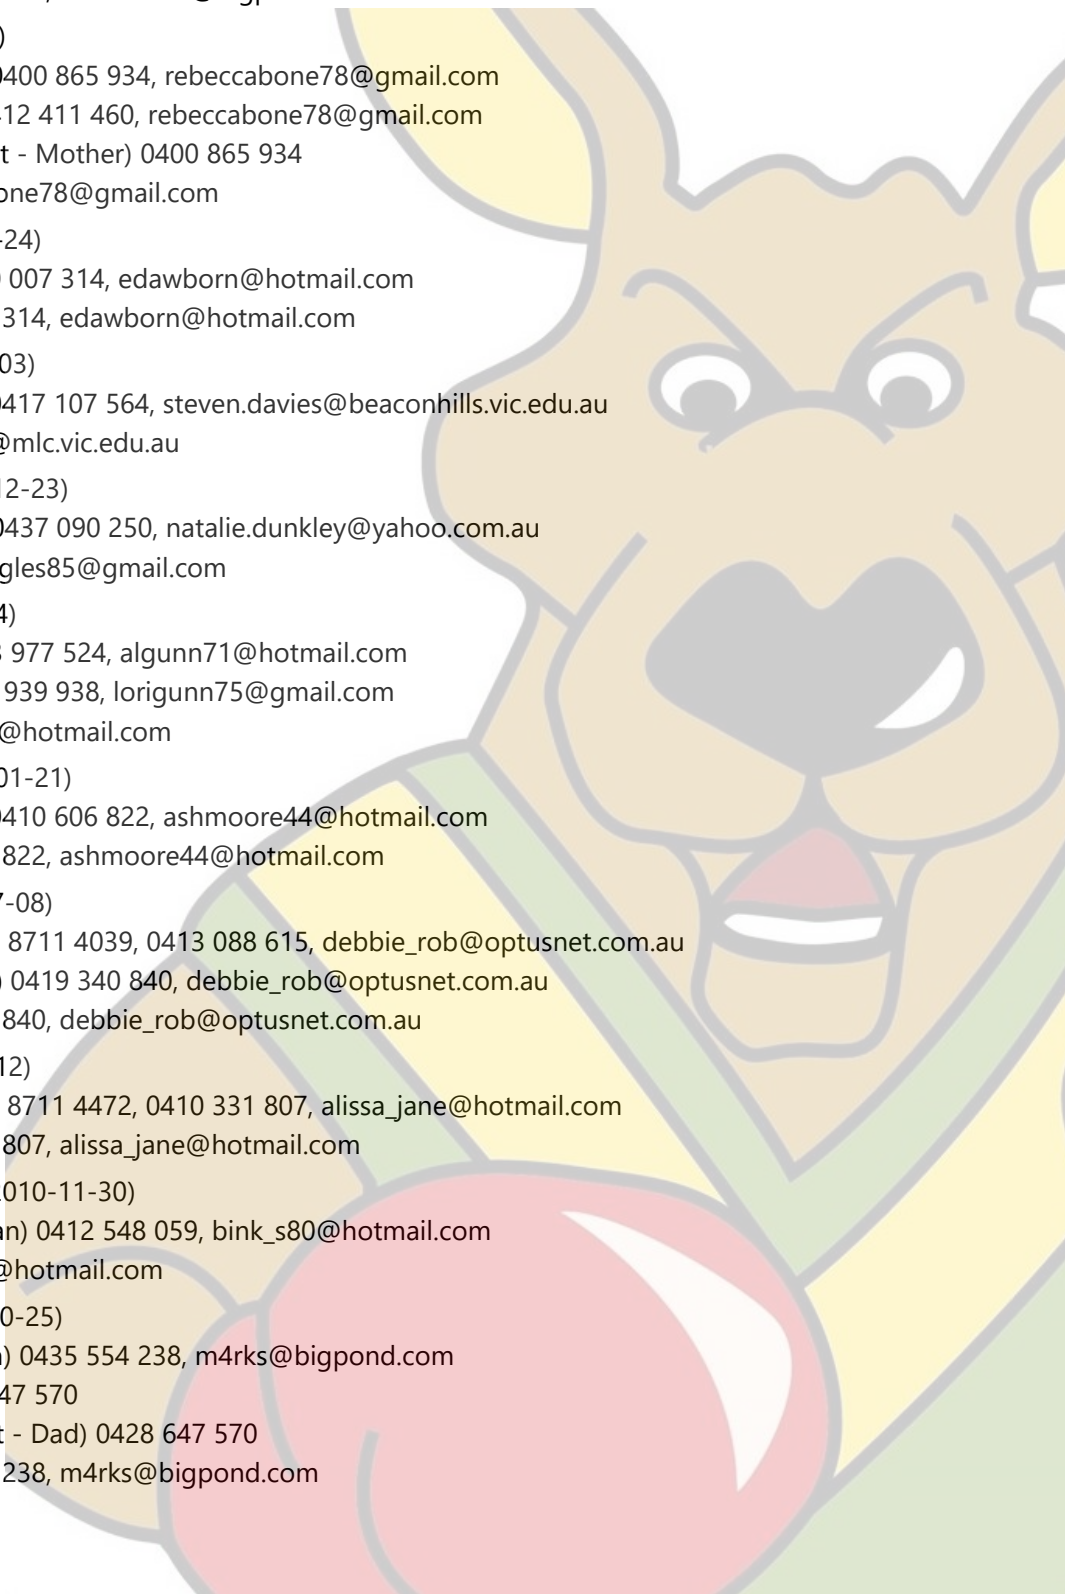 )
0400 865 934, rebeccabone78@gmail.com
12 411 460, rebeccabone78@gmail.com
t - Mother) 0400 865 934
one78@gmail.com
-24)
007 314, edawborn@hotmail.com
314, edawborn@hotmail.com
03)
0417 107 564, steven.davies@beaconhills.vic.edu.au
@mlc.vic.edu.au
12-23)
0437 090 250, natalie.dunkley@yahoo.com.au
gles85@gmail.com
4)
977 524, algunn71@hotmail.com
939 938, lorigunn75@gmail.com
@hotmail.com
01-21)
0410 606 822, ashmoore44@hotmail.com
822, ashmoore44@hotmail.com
7-08)
8711 4039, 0413 088 615, debbie_rob@optusnet.com.au
) 0419 340 840, debbie_rob@optusnet.com.au
840, debbie_rob@optusnet.com.au
12)
8711 4472, 0410 331 807, alissa_jane@hotmail.com
807, alissa_jane@hotmail.com
2010-11-30)
an) 0412 548 059, bink_s80@hotmail.com
@hotmail.com
0-25)
) 0435 554 238, m4rks@bigpond.com
47 570
t - Dad) 0428 647 570
238, m4rks@bigpond.com